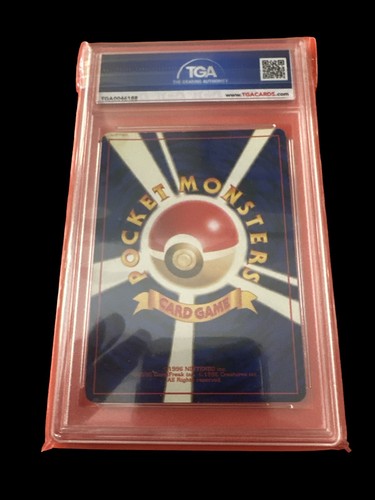 TGA
THE GRADING AUTHORITY
www.TGACARDS.com
POCKET MONSTERS
CARD GAME
©1996 Nintendo
All Rights reserved.